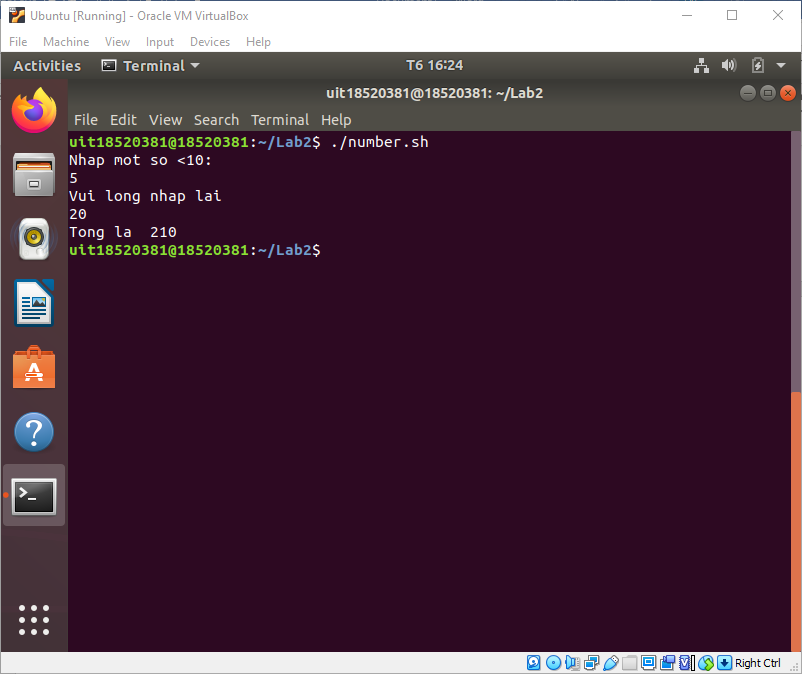 Ubuntu [Running] - Oracle VM VirtualBox
File Machine View Input Devices Help
Activities Terminal T6 16:24
uit18520381@18520381: ~/Lab2
File Edit View Search Terminal Help
uit18520381@18520381:~/Lab2$ ./number.sh
Nhap mot so <10:
5
Vui long nhap lai
20
Tong la  210
uit18520381@18520381:~/Lab2$
Right Ctrl